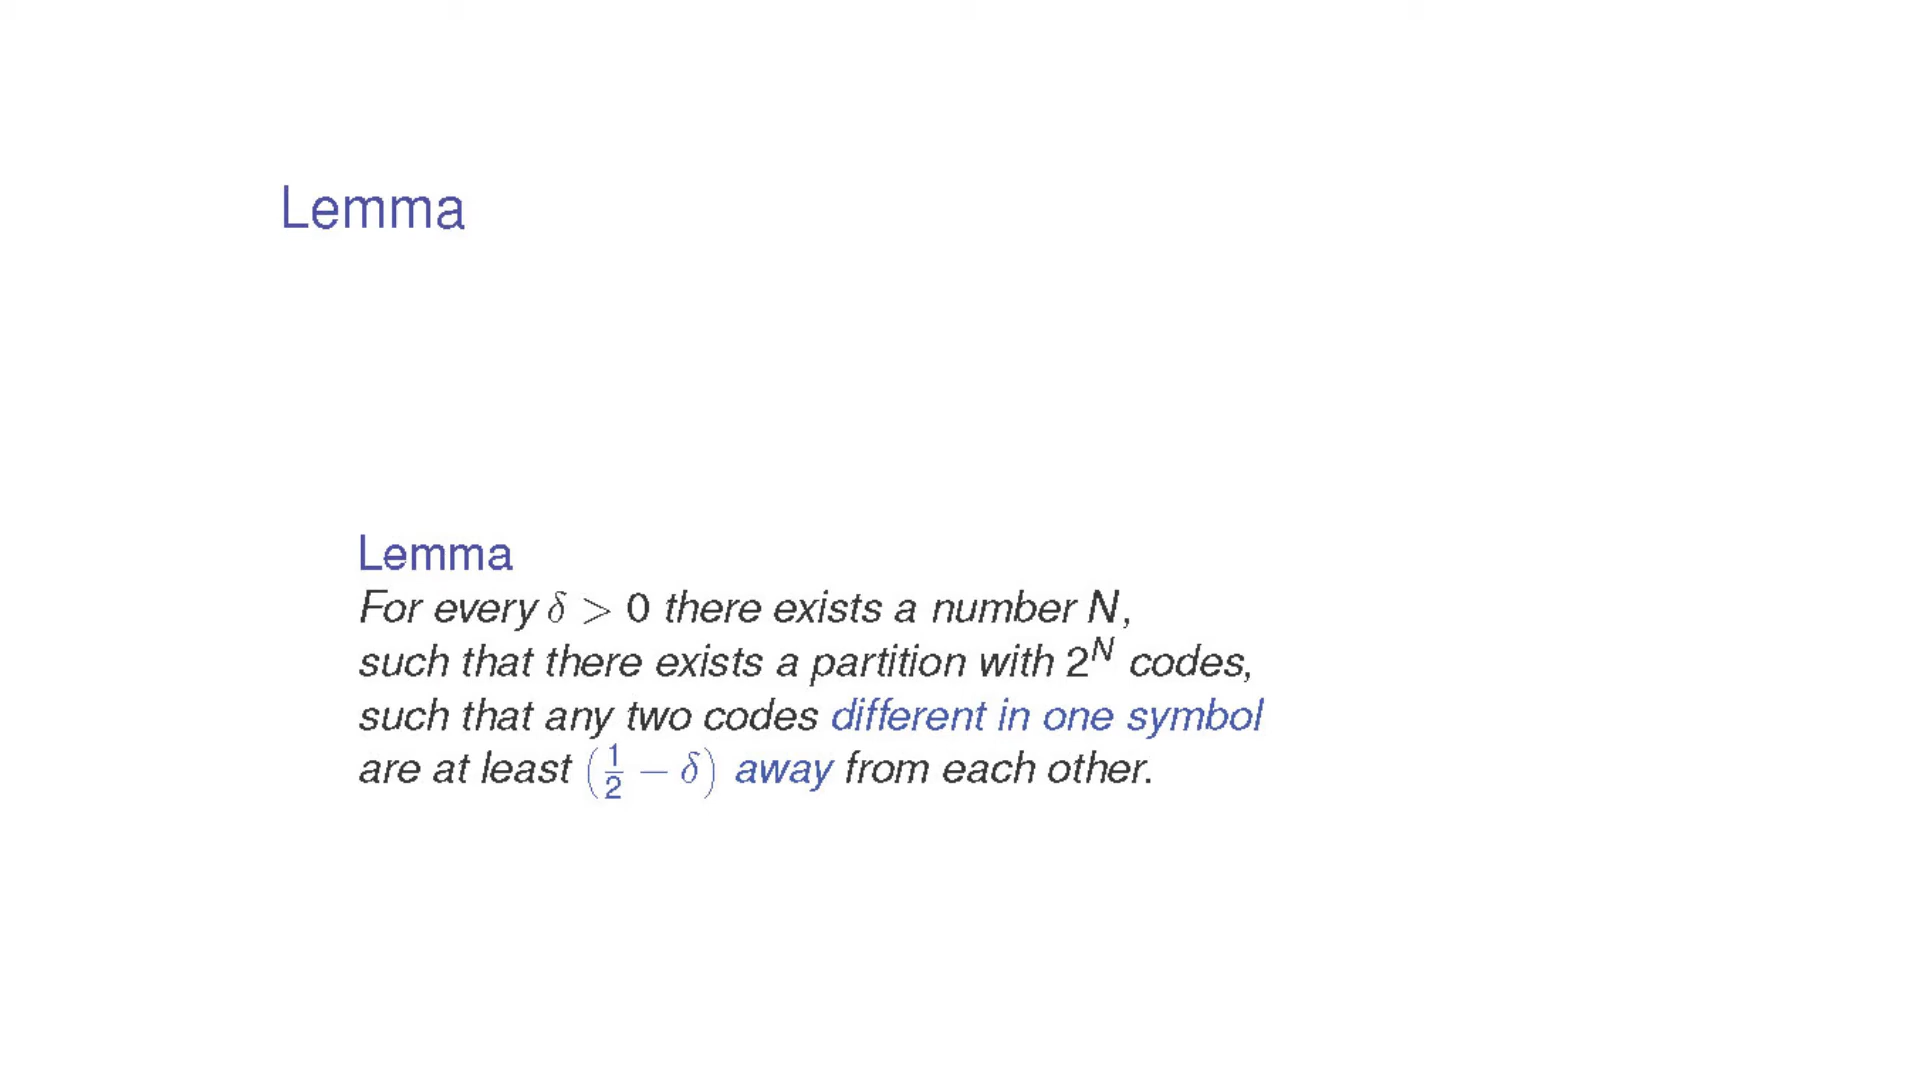 Lemma
Lemma
For every δ > 0 there exists a number N,
such that there exists a partition with 2^N codes,
such that any two codes different in one symbol
are at least (1/2 − δ) away from each other.